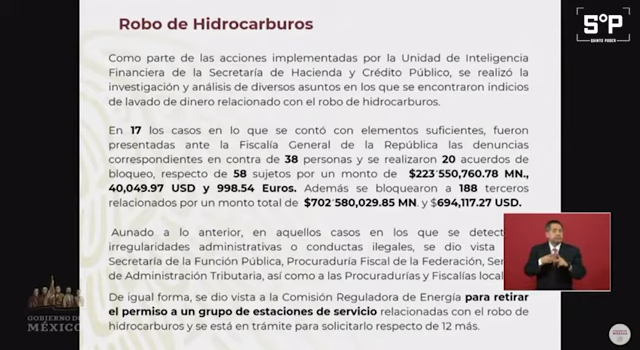 Robo de Hidrocarburos
5°P
QUINTO PODER
Como parte de las acciones implementadas por la Unidad de Inteligencia
Financiera de la Secretaría de Hacienda y Crédito Público, se realizó la
investigación y análisis de diversos asuntos en los que se encontraron indicios
de lavado de dinero relacionado con el robo de hidrocarburos.
En 17 los casos en lo que se contó con elementos suficientes, fueron
presentadas ante la Fiscalía General de la República las denuncias
correspondientes en contra de 38 personas y se realizaron 20 acuerdos de
bloqueo, respecto de 58 sujetos por un monto de $223´550,760.78 MN.,
40,049.97 USD y 998.54 Euros. Además se bloquearon a 188 terceros
relacionados por un monto total de $702´580,029.85 MN. y $694,117.27 USD.
Aunado a lo anterior, en aquellos casos en los que se detec
irregularidades administrativas o conductas ilegales, se dio vista
Secretaría de la Función Pública, Procuraduría Fiscal de la Federación, Ser
de Administración Tributaria, así como a las Procuradurías y Fiscalías local
De igual forma, se dio vista a la Comisión Reguladora de Energía para retirar
el permiso a un grupo de estaciones de servicio relacionadas con el robo de
hidrocarburos y se está en trámite para solicitarlo respecto de 12 más.
GOBIERNO DE
MÉXICO